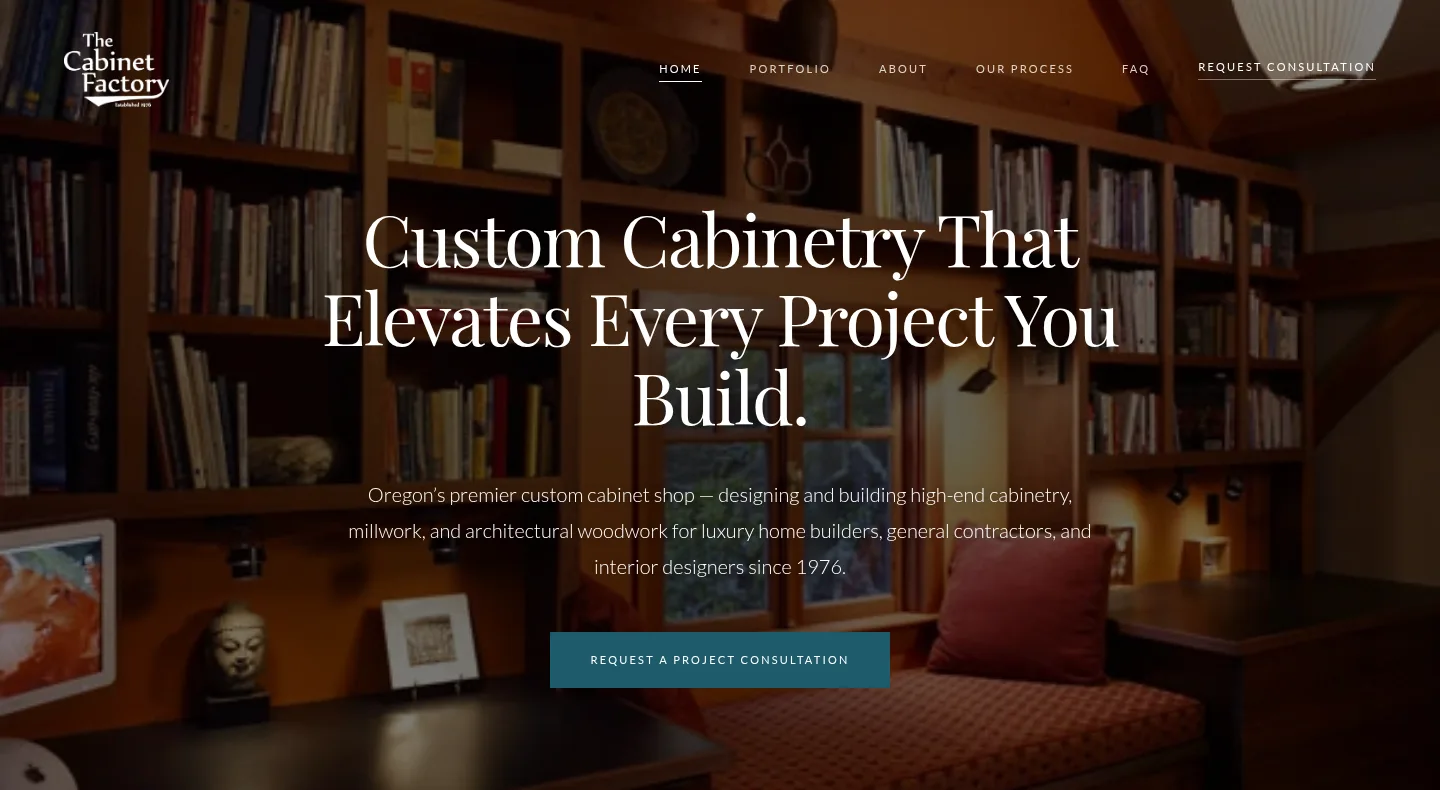 The
Cabinet
Factory
Established 1976
HOME PORTFOLIO ABOUT OUR PROCESS FAQ REQUEST CONSULTATION
Custom Cabinetry That
Elevates Every Project You
Build.
Oregon’s premier custom cabinet shop — designing and building high-end cabinetry,
millwork, and architectural woodwork for luxury home builders, general contractors, and
interior designers since 1976.
REQUEST A PROJECT CONSULTATION